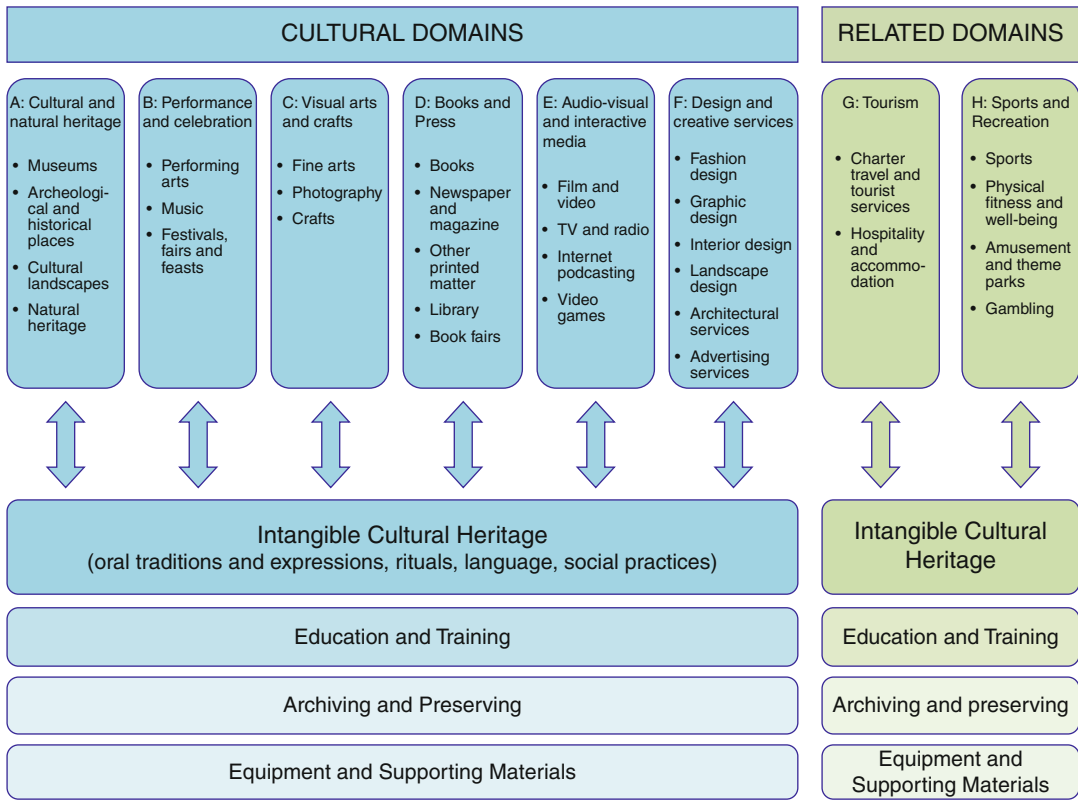 CULTURAL DOMAINS
RELATED DOMAINS
A: Cultural and
natural heritage
• Museums
• Archeologi-
cal and
historical
places
• Cultural
landscapes
• Natural
heritage
B: Performance
and celebration
• Performing
arts
• Music
• Festivals,
fairs and
feasts
C: Visual arts
and crafts
• Fine arts
• Photography
• Crafts
D: Books and
Press
• Books
• Newspaper
and
magazine
• Other
printed
matter
• Library
• Book fairs
E: Audio-visual
and interactive
media
• Film and
video
• TV and radio
• Internet
podcasting
• Video
games
F: Design and
creative services
• Fashion
design
• Graphic
design
• Interior design
• Landscape
design
• Architectural
services
• Advertising
services
G: Tourism
• Charter
travel and
tourist
services
• Hospitality
and
accommo-
dation
H: Sports and
Recreation
• Sports
• Physical
fitness and
well-being
• Amusement
and theme
parks
• Gambling
Intangible Cultural Heritage
(oral traditions and expressions, rituals, language, social practices)
Intangible Cultural
Heritage
Education and Training
Education and Training
Archiving and Preserving
Archiving and preserving
Equipment and Supporting Materials
Equipment and
Supporting Materials